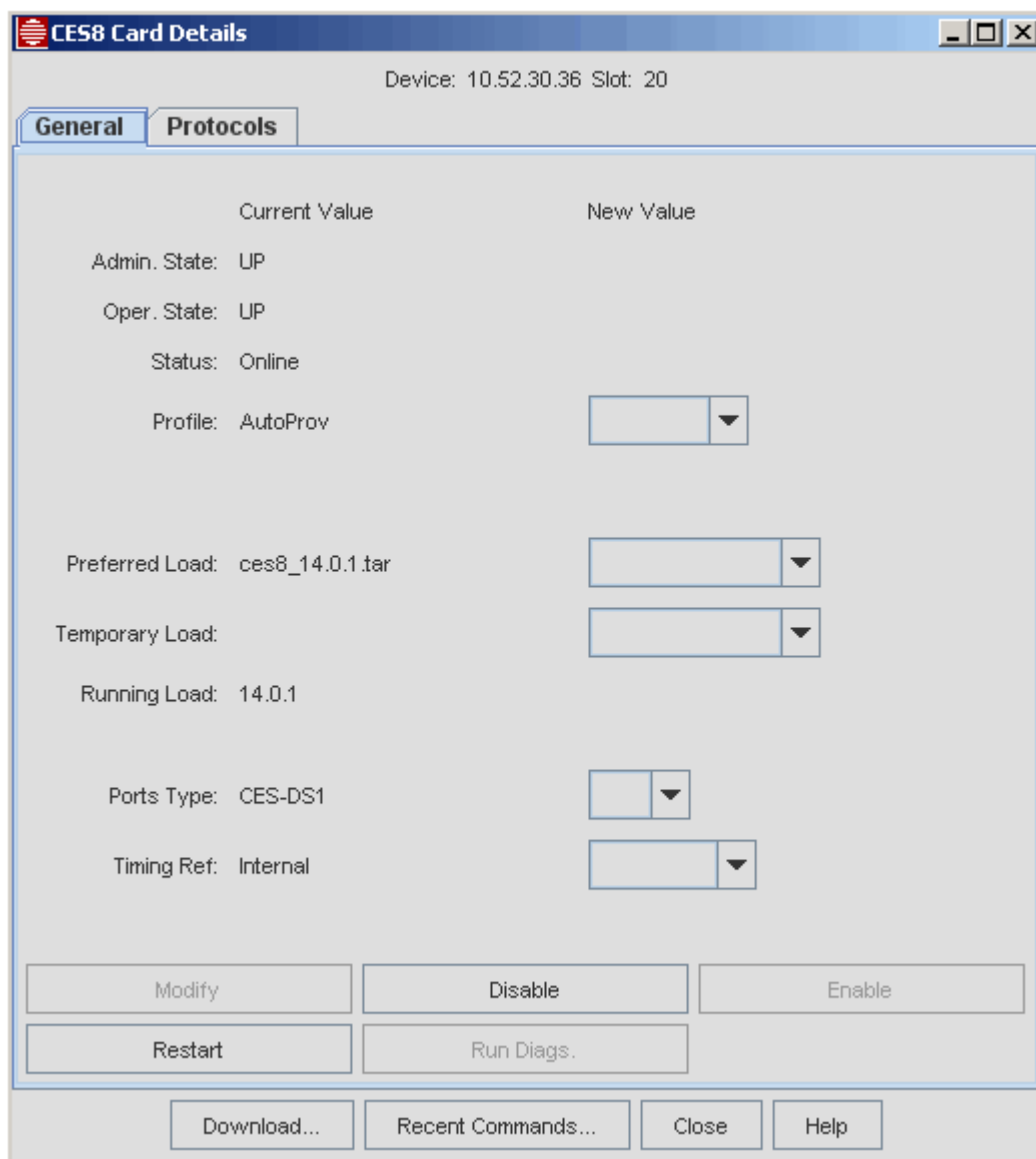 CES8 Card Details
Device: 10.52.30.36 Slot: 20
General Protocols
Current Value New Value
Admin. State: UP
Oper. State: UP
Status: Online
Profile: AutoProv
Preferred Load: ces8_14.0.1.tar
Temporary Load:
Running Load: 14.0.1
Ports Type: CES-DS1
Timing Ref: Internal
Modify Disable Enable
Restart Run Diags.
Download... Recent Commands... Close Help